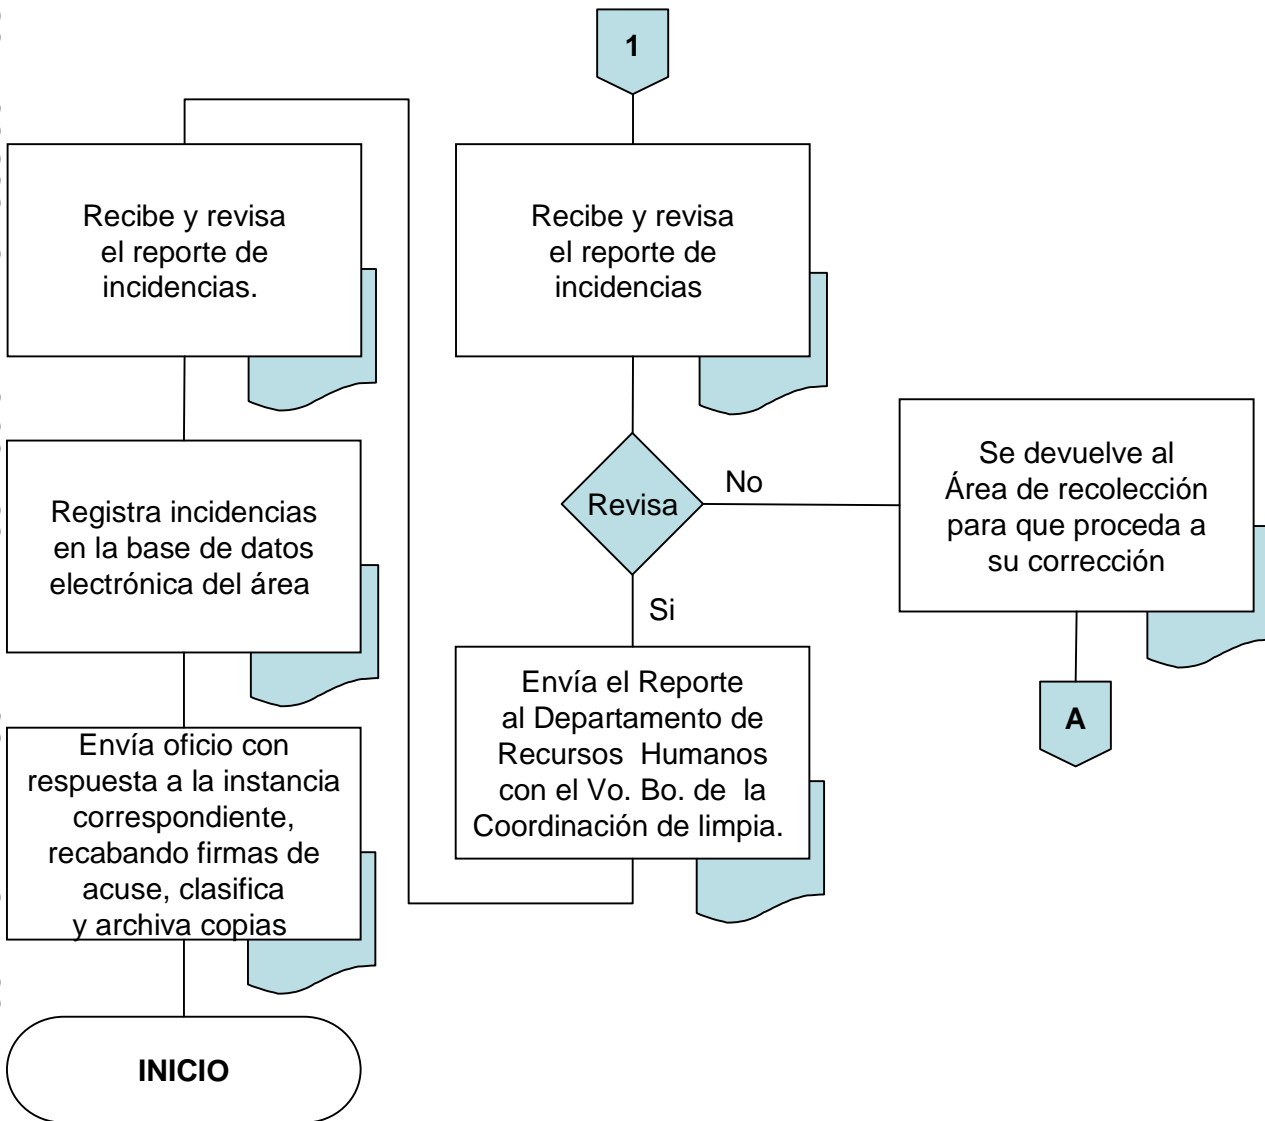 1
Recibe y revisa
el reporte de
incidencias.
Registra incidencias
en la base de datos
electrónica del área
Envía oficio con
respuesta a la instancia
correspondiente,
recabando firmas de
acuse, clasifica
y archiva copias
INICIO
Recibe y revisa
el reporte de
incidencias
Revisa
No
Si
Envía el Reporte
al Departamento de
Recursos  Humanos
con el Vo. Bo. de  la
Coordinación de limpia.
Se devuelve al
Área de recolección
para que proceda a
su corrección
A